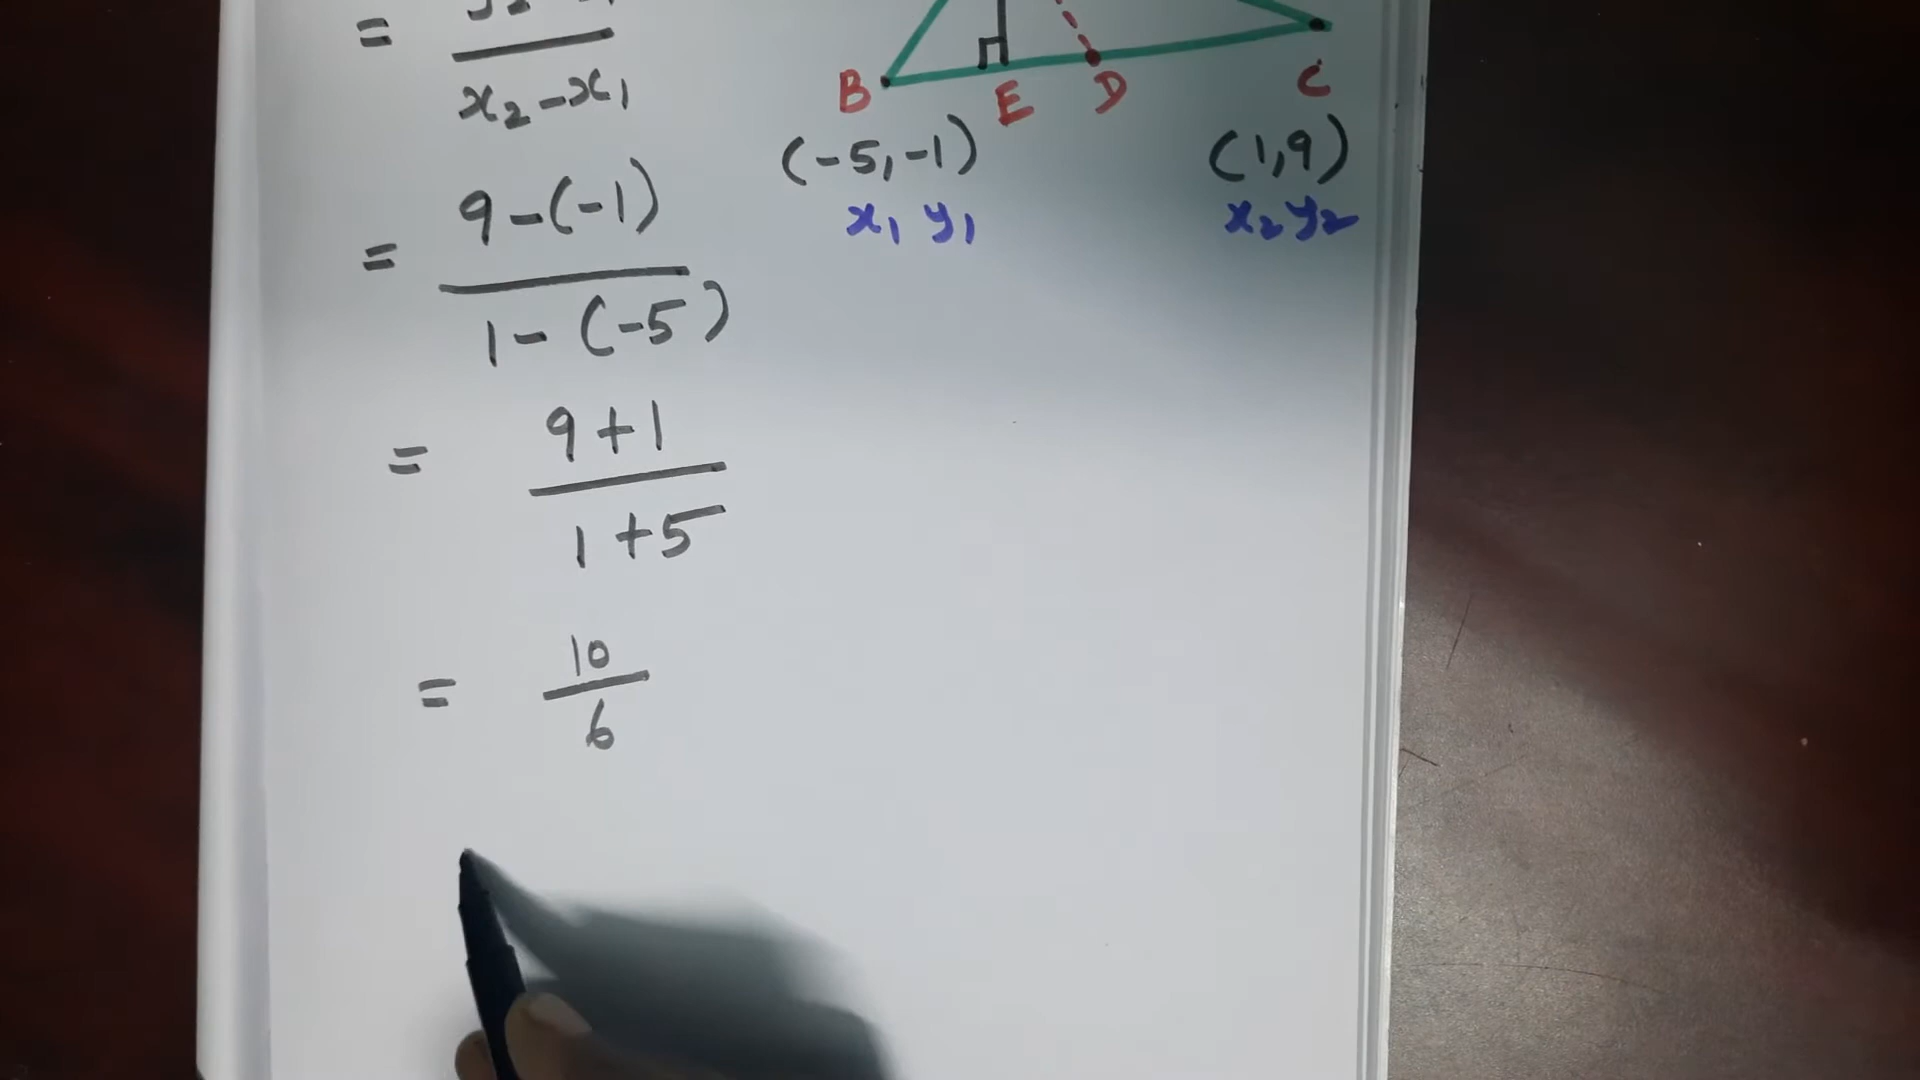 =
x₂-x₁
B E D C
(-5,-1) (1,9)
x₁ y₁ x₂ y₂
= 9-(-1)
1-(-5)
= 9+1
1+5
= 10
6